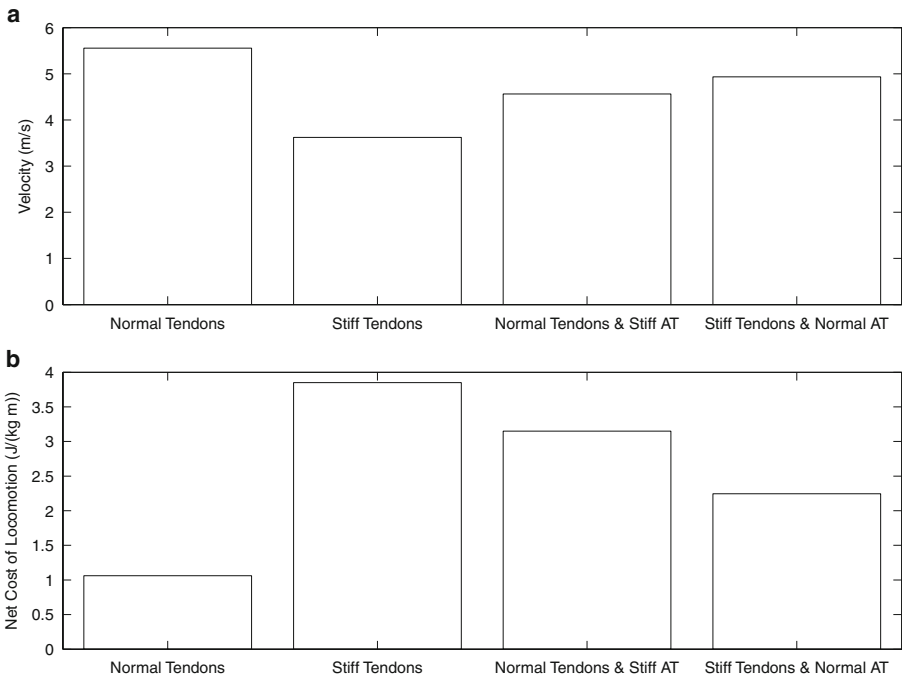 a
6
5
4
3
2
1
0
Velocity (m/s)
Normal Tendons Stiff Tendons Normal Tendons & Stiff AT Stiff Tendons & Normal AT
b
4
3.5
3
2.5
2
1.5
1
0.5
0
Net Cost of Locomotion (J/(kg m))
Normal Tendons Stiff Tendons Normal Tendons & Stiff AT Stiff Tendons & Normal AT